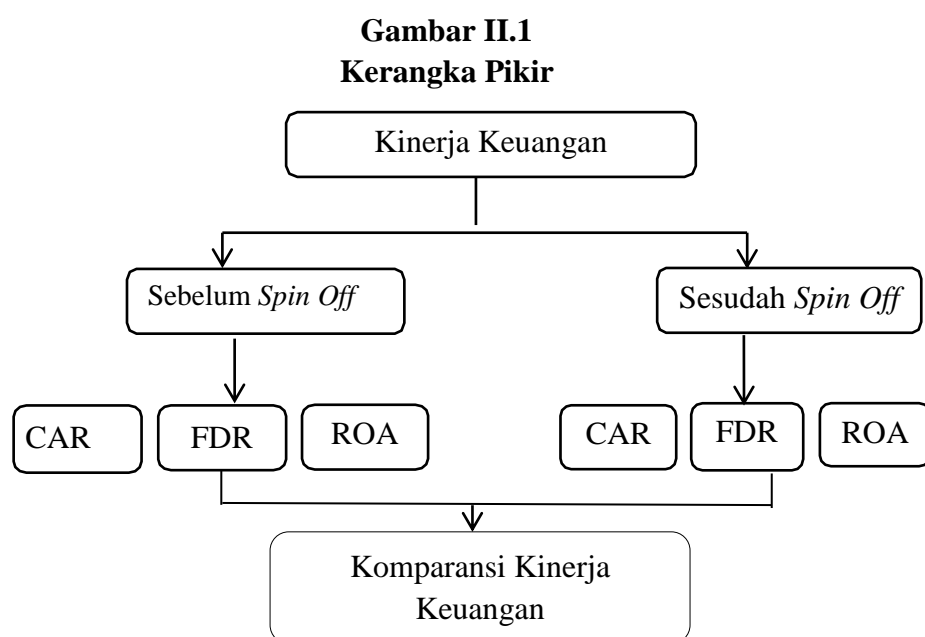 Gambar II.1
Kerangka Pikir
Kinerja Keuangan
Sebelum Spin Off
Sesudah Spin Off
CAR
FDR
ROA
CAR
FDR
ROA
Komparansi Kinerja
Keuangan